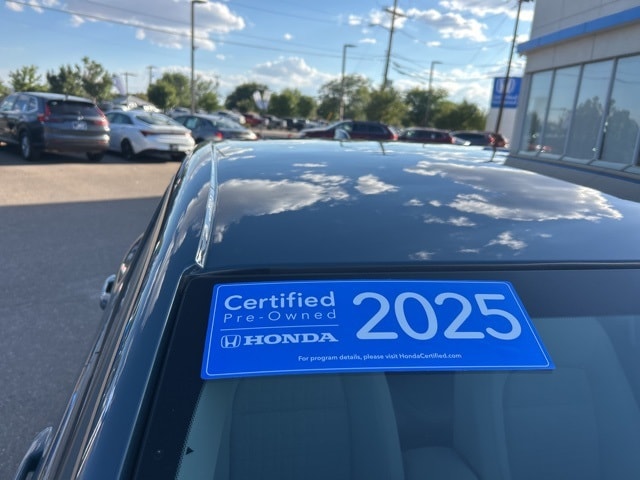 Certified
Pre-Owned
HONDA
2025
For program details, please visit HondaCertified.com